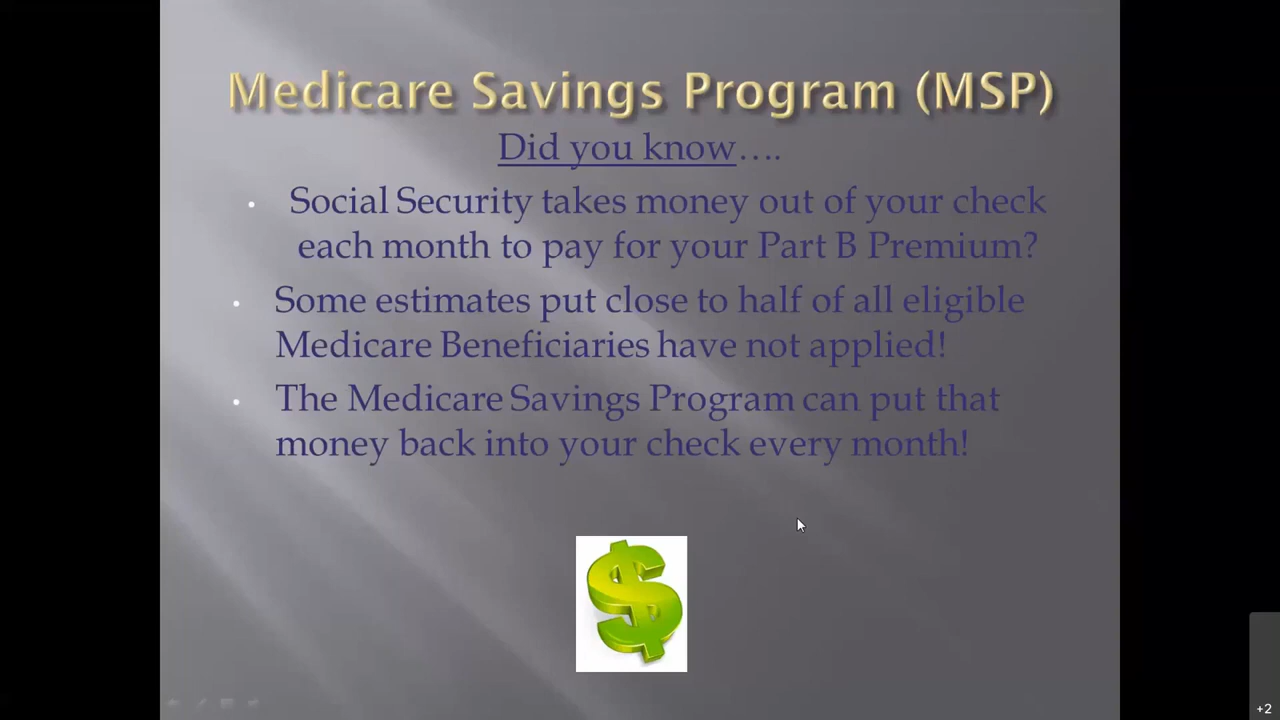 Medicare Savings Program (MSP)
Did you know....
• Social Security takes money out of your check
each month to pay for your Part B Premium?
• Some estimates put close to half of all eligible
Medicare Beneficiaries have not applied!
• The Medicare Savings Program can put that
money back into your check every month!
+2